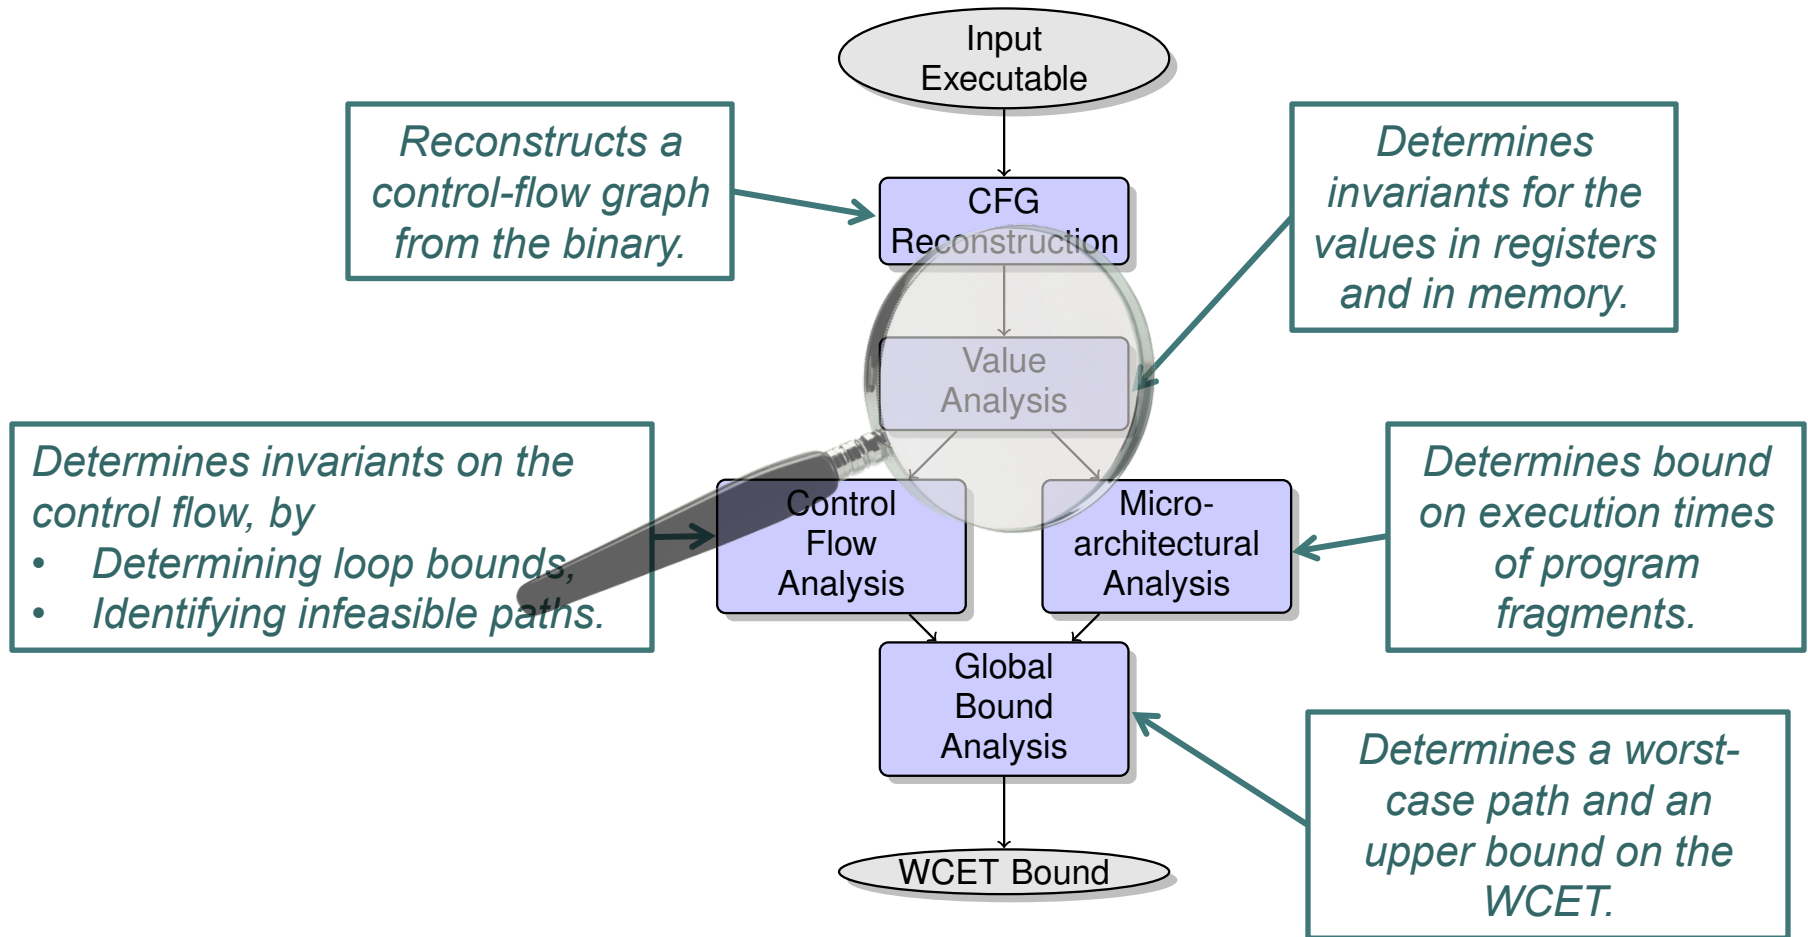 Input
Executable
Reconstructs a
control-flow graph
from the binary.
CFG
Reconstruction
Determines
invariants for the
values in registers
and in memory.
Value
Analysis
Determines invariants on the
control flow, by
• Determining loop bounds,
• Identifying infeasible paths.
Control
Flow
Analysis
Micro-
architectural
Analysis
Determines bound
on execution times
of program
fragments.
Global
Bound
Analysis
Determines a worst-
case path and an
upper bound on the
WCET.
WCET Bound